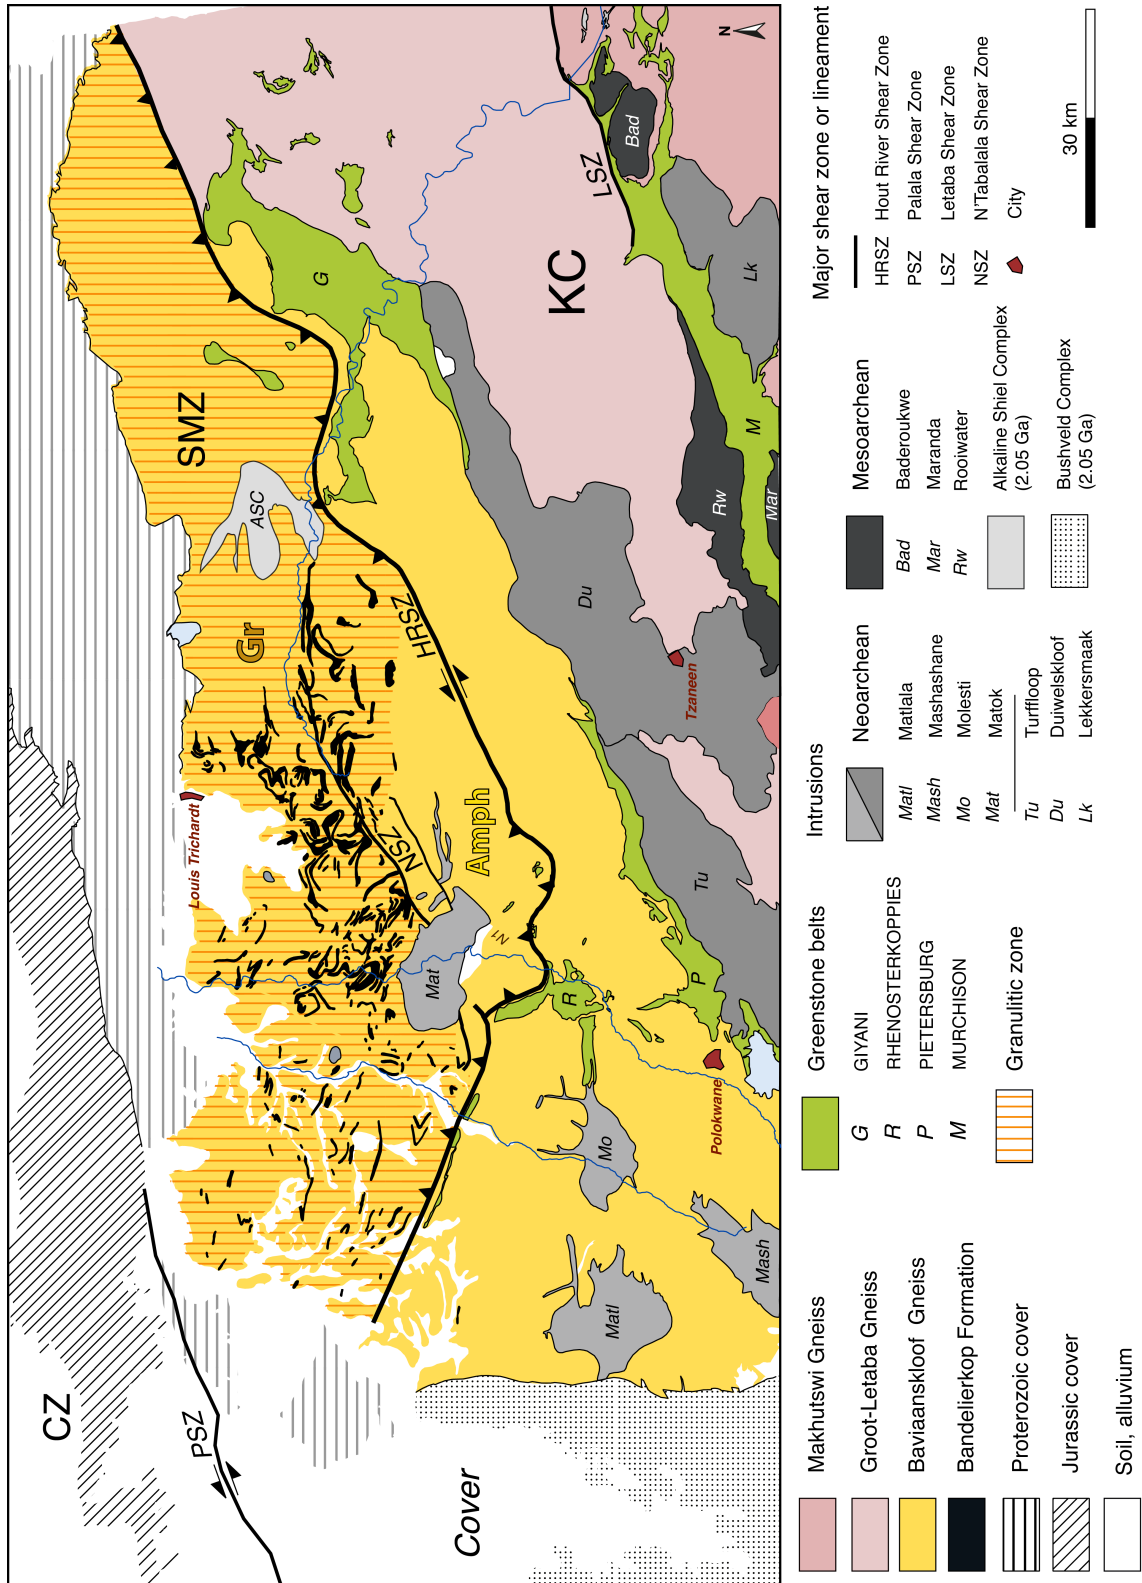 CZ
PSZ
Cover
Louis Trichardt
SMZ
Gr
ASC
HRSZ
NSZ
Amph
N1
Mat
Matl
Mo
Mash
R
P
Polokwane
Tu
Du
Tzaneen
G
KC
LSZ
Bad
Lk
Rw
M
Mar
N
Makhutswi Gneiss
Groot-Letaba Gneiss
Baviaanskloof Gneiss
Bandelierkop Formation
Proterozoic cover
Jurassic cover
Soil, alluvium
Greenstone belts
G GIYANI
R RHENOSTERKOPPIES
P PIETERSBURG
M MURCHISON
Granulitic zone
Intrusions
Neoarchean
Matl Matlala
Mash Mashashane
Mo Molesti
Mat Matok
Tu Turfloop
Du Duiwelskloof
Lk Lekkersmaak
Mesoarchean
Bad Baderoukwe
Mar Maranda
Rw Rooiwater
Alkaline Shiel Complex
(2.05 Ga)
Bushveld Complex
(2.05 Ga)
Major shear zone or lineament
HRSZ Hout River Shear Zone
PSZ Palala Shear Zone
LSZ Letaba Shear Zone
NSZ N'Tabalala Shear Zone
City
30 km